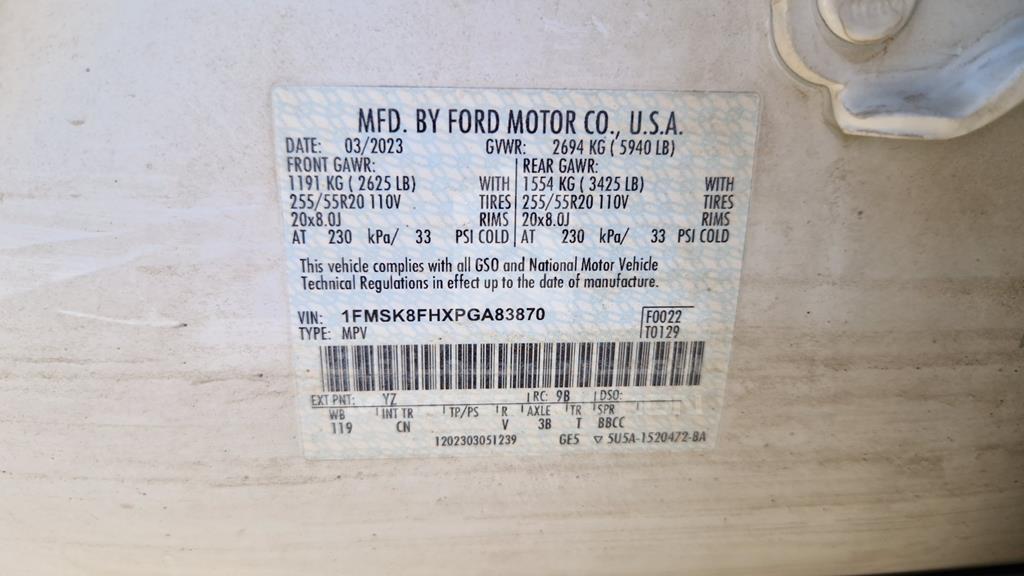 MFD. BY FORD MOTOR CO., U.S.A.
DATE: 03/2023 GVWR: 2694 KG ( 5940 LB)
FRONT GAWR: REAR GAWR:
1191 KG ( 2625 LB) WITH 1554 KG ( 3425 LB) WITH
255/55R20 110V TIRES 255/55R20 110V TIRES
20x8.0J RIMS 20x8.0J RIMS
AT 230 kPa/ 33 PSI COLD AT 230 kPa/ 33 PSI COLD
This vehicle complies with all GSO and National Motor Vehicle
Technical Regulations in effect up to the date of manufacture.
VIN: 1FMSK8FHXPGA83870 F0022
TYPE: MPV T0129
EXT PNT: YZ RC: 9B DSO:
WB INT TR TP/PS R AXLE TR SPR
119 CN V 3B T BBCC
1202303051239 GE5 ▽ 5U5A-1520472-BA